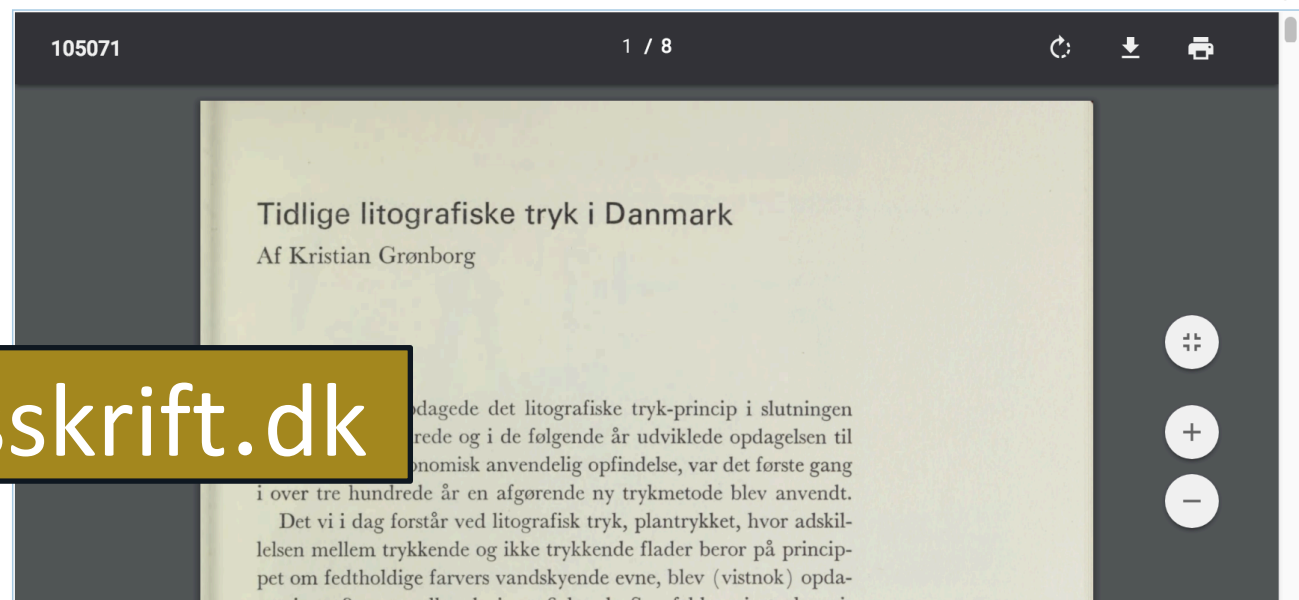 105071
1 / 8
Tidlige litografiske tryk i Danmark
Af Kristian Grønborg
det litografiske tryk-princip i slutningen
og i de følgende år udviklede opdagelsen til
skrift.dk
anvendelig opfindelse, var det første gang
i over tre hundrede år en afgørende ny trykmetode blev anvendt.
Det vi i dag forstår ved litografisk tryk, plantrykket, hvor adskil-
lelsen mellem trykkende og ikke trykkende flader beror på princip-
pet om fedtholdige farvers vandskyende evne, blev (vistnok) opda-